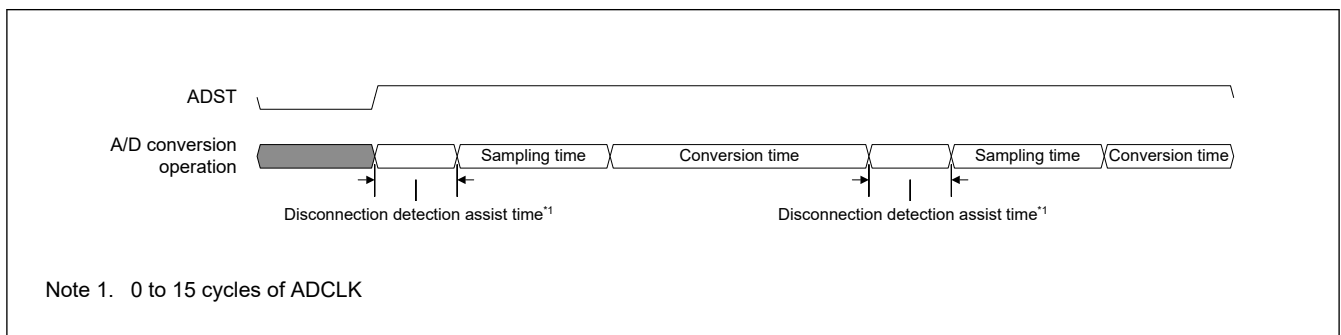 ADST
A/D conversion
operation
Sampling time
Conversion time
Sampling time
Conversion time
Disconnection detection assist time*1
Disconnection detection assist time*1
Note 1. 0 to 15 cycles of ADCLK